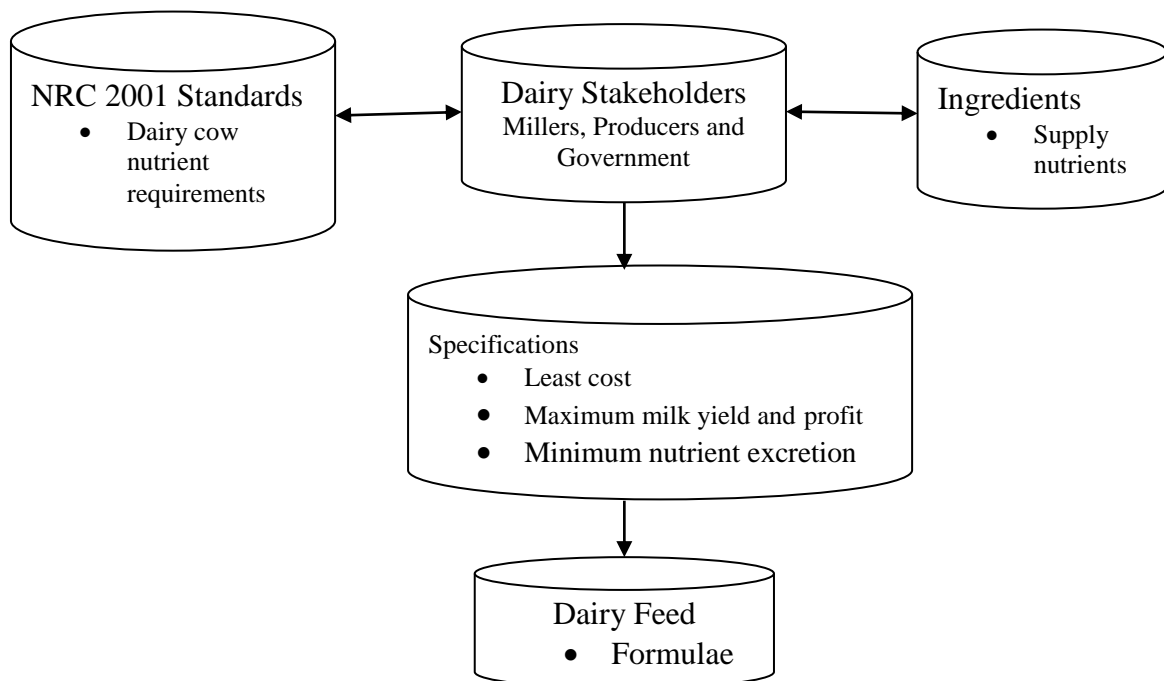 NRC 2001 Standards
• Dairy cow
nutrient
requirements
Dairy Stakeholders
Millers, Producers and
Government
Ingredients
• Supply
nutrients
Specifications
• Least cost
• Maximum milk yield and profit
• Minimum nutrient excretion
Dairy Feed
• Formulae